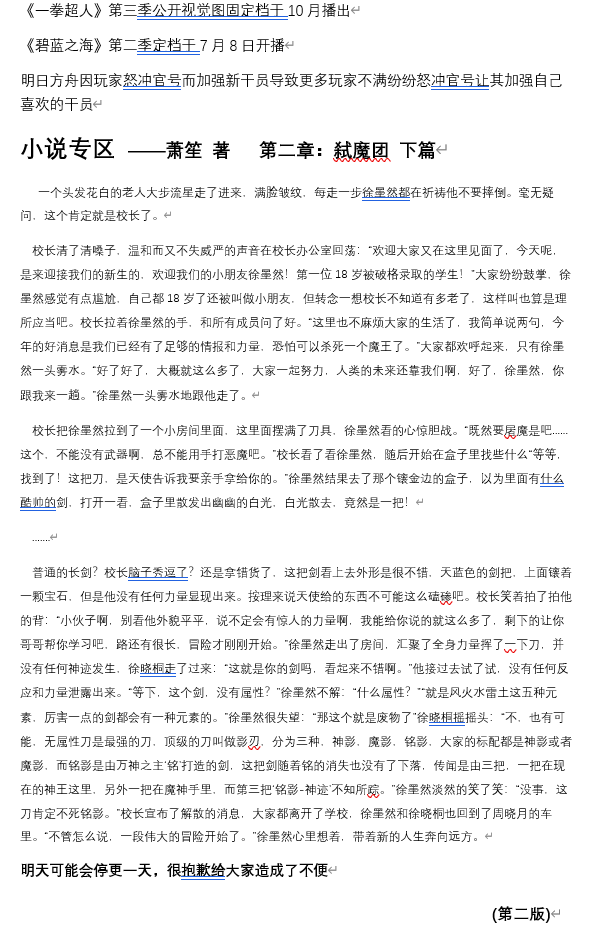 《一拳超人》第三季公开视觉图固定档于10月播出
《碧蓝之海》第二季定档于7月8日开播
明日方舟因玩家怒冲官号而加强新干员导致更多玩家不满纷纷怒冲官号让其加强自己
喜欢的干员
小说专区 ——萧笙 著 第二章：弑魔团 下篇
一个头发花白的老人大步流星走了进来，满脸皱纹，每走一步徐墨然都在祈祷他不要摔倒。毫无疑
问，这个肯定就是校长了。
校长清了清嗓子，温和而又不失威严的声音在校长办公室回荡：“欢迎大家又在这里见面了，今天呢，
是来迎接我们的新生的，欢迎我们的小朋友徐墨然！第一位18岁被破格录取的学生！”大家纷纷鼓掌，徐
墨然感觉有点尴尬，自己都18了还被叫做小朋友，但转念一想校长不知道有多老了，这样叫也算是理
所应当吧。校长拉着徐墨然的手，和所有成员问了好。“这里也不麻烦大家的生活了，我简单说两句，今
年的好消息是我们已经有了足够的情报和力量，恐怕可以杀死一个魔王了。”大家都欢呼起来，只有徐墨
然一头雾水。“好了好了，大概就这么多了，大家一起努力，人类的未来还靠我们啊，好了，徐墨然，你
跟我来一趟。”徐墨然一头雾水地跟他走了。
校长把徐墨然拉到了一个小房间里面，这里面摆满了刀具，徐墨然看的心惊胆战。“既然要屠魔是吧......
这个，不能没有武器啊，总不能用手打恶魔吧。”校长看了看徐墨然，随后开始在盒子里找些什么“等等，
找到了！这把刀，是天使告诉我要亲手拿给你的。”徐墨然结果去了那个镶金边的盒子，以为里面有什么
酷帅的剑，打开一看，盒子里散发出幽幽的白光，白光散去，竟然是一把！
.......
普通的长剑？校长脑子秀逗了？还是拿错货了，这把剑看上去外形是很不错，天蓝色的剑把，上面镶着
一颗宝石，但是他没有任何力量显现出来。按理来说天使给的东西不可能这么磕碜吧。校长笑着拍了拍他
的背：“小伙子啊，别看他外貌平平，说不定会有惊人的力量啊，我能给你说的就这么多了，剩下的让你
哥哥帮你学习吧，路还有很长，冒险才刚刚开始。”徐墨然走出了房间，汇聚了全身力量挥了一下刀，并
没有任何神迹发生，徐晓桐走了过来：“这就是你的剑吗，看起来不错啊。”他接过去试了试，没有任何反
应和力量泄露出来。“等下，这个剑，没有属性？”徐墨然不解：“什么属性？”“就是风火水雷土这五种元
素，厉害一点的剑都会有一种元素的。”徐墨然很失望：“那这个就是废物了”徐晓桐摇摇头：“不，也有可
能，无属性刀是最强的刀，顶级的刀叫做影刃，分为三种，神影，魔影，铭影，大家的标配都是神影或者
魔影，而铭影是由万神之主‘铭’打造的剑，这把剑随着铭的消失也没有了下落，传闻是由三把，一把在现
在的神王这里，另外一把在魔神手里，而第三把‘铭影-神迹’不知所踪。”徐墨然淡然的笑了笑：“没事，这
刀肯定不死铭影。”校长宣布了解散的消息，大家都离开了学校，徐墨然和徐晓桐也回到了周晓月的车
里。“不管怎么说，一段伟大的冒险开始了。”徐墨然心里想着，带着新的人生奔向远方。
明天可能会停更一天，很抱歉给大家造成了不便
(第二版)